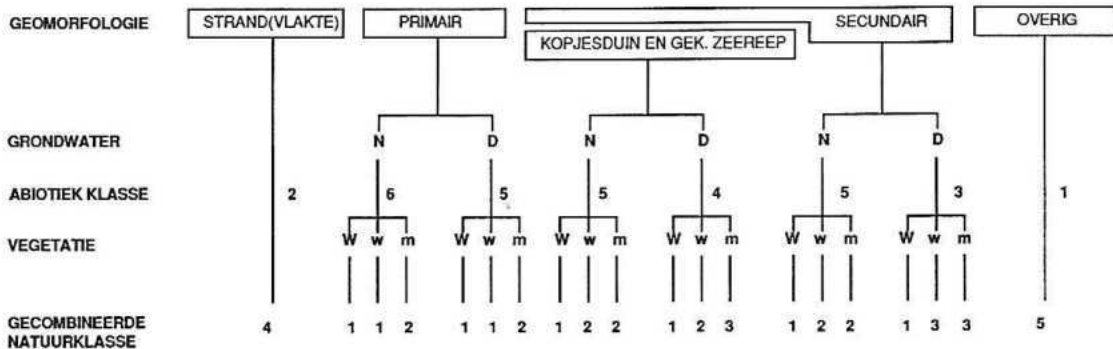 GEOMORFOLOGIE STRAND(VLAKTE) PRIMAIR SECUNDAIR OVERIG
KOPJESDUIN EN GEK. ZEEREEP
GRONDWATER N D N D N D
ABIOTIEK KLASSE 2 6 5 5 4 5 3 1
VEGETATIE W w m W w m W w m W w m W w m W w m
GECOMBINEERDE NATUURKLASSE 4 1 1 2 1 1 2 1 2 2 1 2 3 1 2 2 1 3 3 5